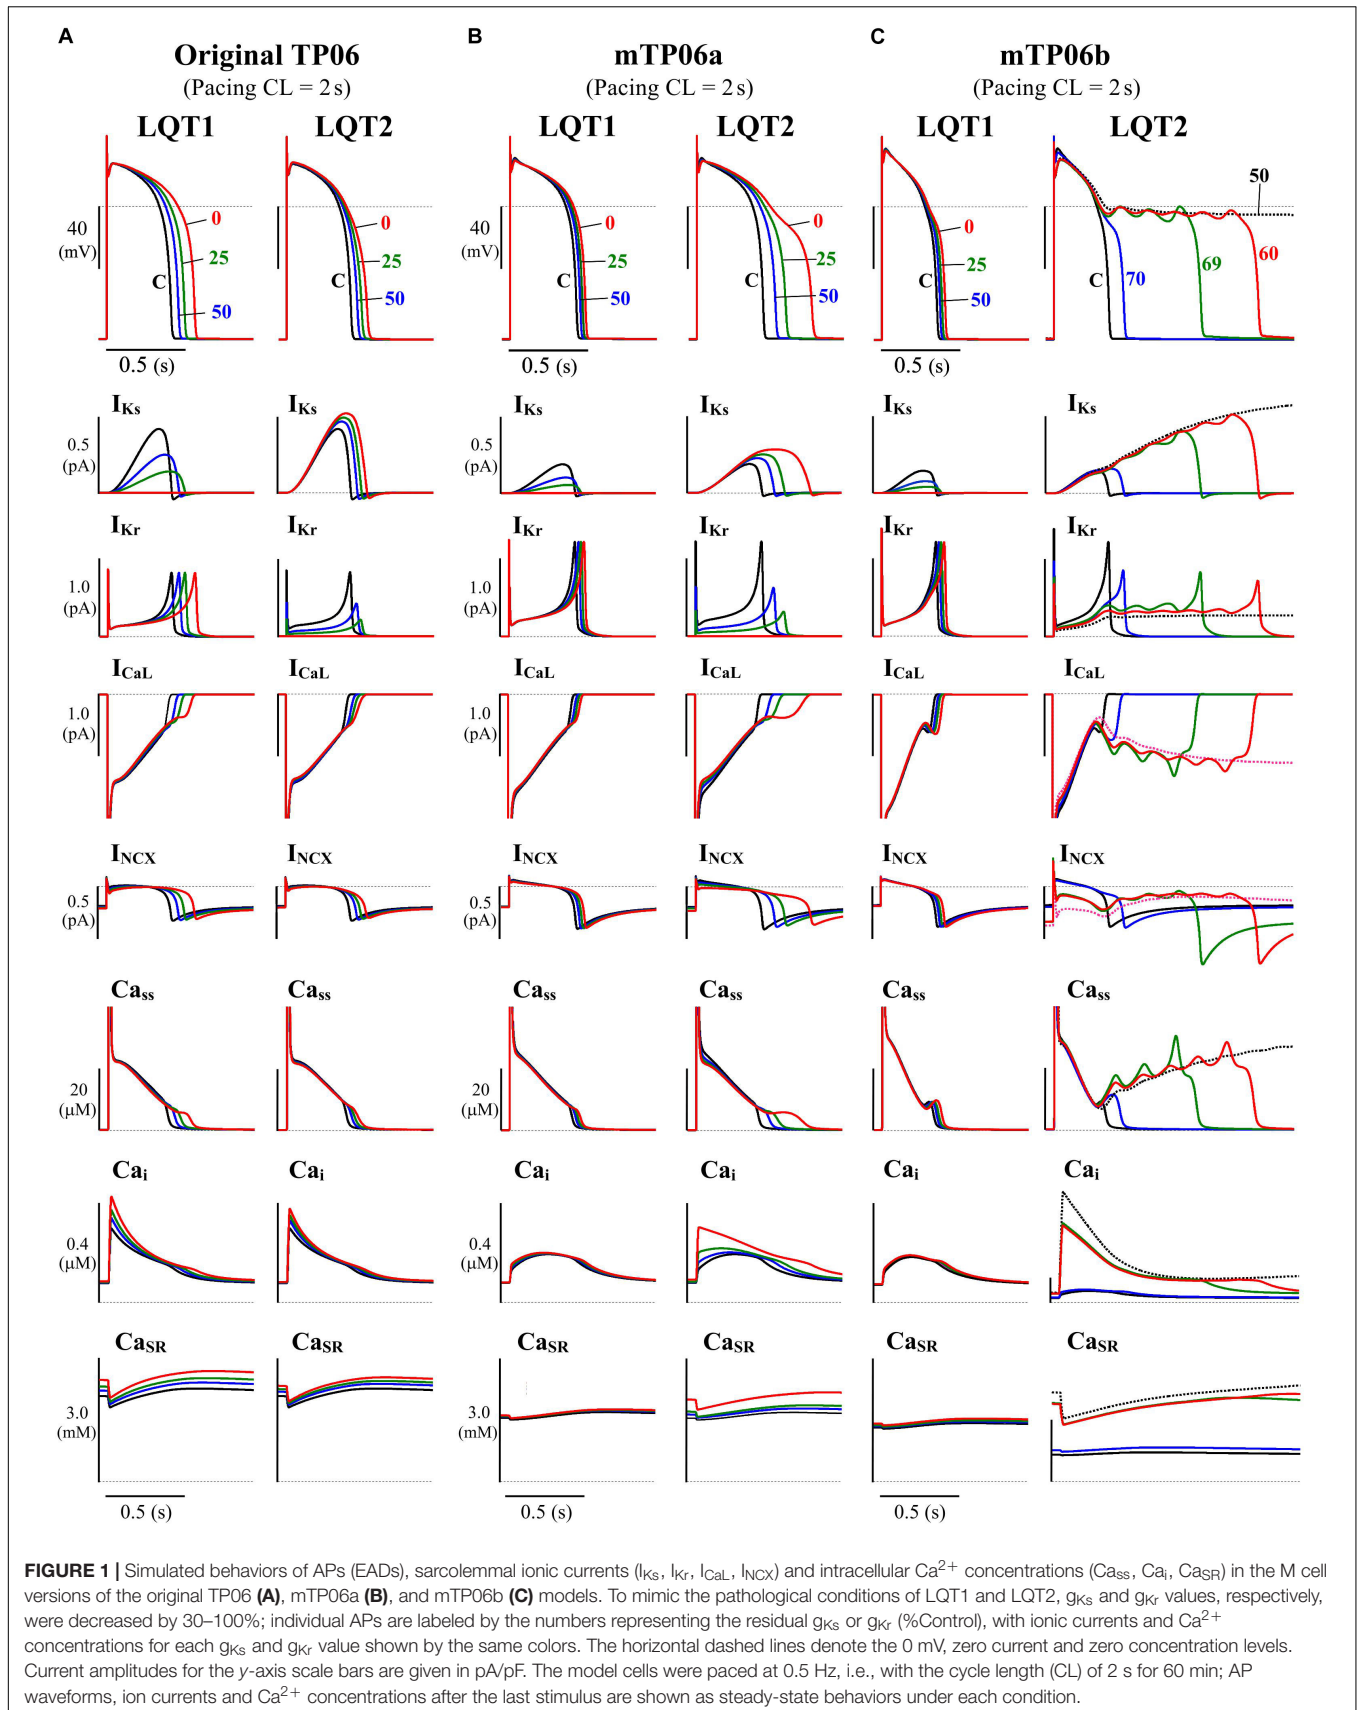 A
B
C
Original TP06
mTP06a
mTP06b
(Pacing CL = 2 s)
(Pacing CL = 2 s)
(Pacing CL = 2 s)
LQT1
LQT2
LQT1
LQT2
LQT1
LQT2
40
(mV)
C
0
25
50
C
0
25
50
40
(mV)
C
0
25
50
C
0
25
50
C
0
25
50
C
70
69
60
50
0.5 (s)
0.5 (s)
0.5 (s)
IKs
IKs
IKs
IKs
IKs
IKs
0.5
(pA)
0.5
(pA)
IKr
IKr
IKr
IKr
IKr
IKr
1.0
(pA)
1.0
(pA)
ICaL
ICaL
ICaL
ICaL
ICaL
ICaL
1.0
(pA)
1.0
(pA)
INCX
INCX
INCX
INCX
INCX
INCX
0.5
(pA)
0.5
(pA)
Cass
Cass
Cass
Cass
Cass
Cass
20
(μM)
20
(μM)
Cai
Cai
Cai
Cai
Cai
Cai
0.4
(μM)
0.4
(μM)
CaSR
CaSR
CaSR
CaSR
CaSR
CaSR
3.0
(mM)
3.0
(mM)
0.5 (s)
0.5 (s)
0.5 (s)
FIGURE 1 | Simulated behaviors of APs (EADs), sarcolemmal ionic currents (IKs, IKr, ICaL, INCX) and intracellular Ca2+ concentrations (Cass, Cai, CaSR) in the M cell
versions of the original TP06 (A), mTP06a (B), and mTP06b (C) models. To mimic the pathological conditions of LQT1 and LQT2, gKs and gKr values, respectively,
were decreased by 30–100%; individual APs are labeled by the numbers representing the residual gKs or gKr (%Control), with ionic currents and Ca2+
concentrations for each gKs and gKr value shown by the same colors. The horizontal dashed lines denote the 0 mV, zero current and zero concentration levels.
Current amplitudes for the y-axis scale bars are given in pA/pF. The model cells were paced at 0.5 Hz, i.e., with the cycle length (CL) of 2 s for 60 min; AP
waveforms, ion currents and Ca2+ concentrations after the last stimulus are shown as steady-state behaviors under each condition.